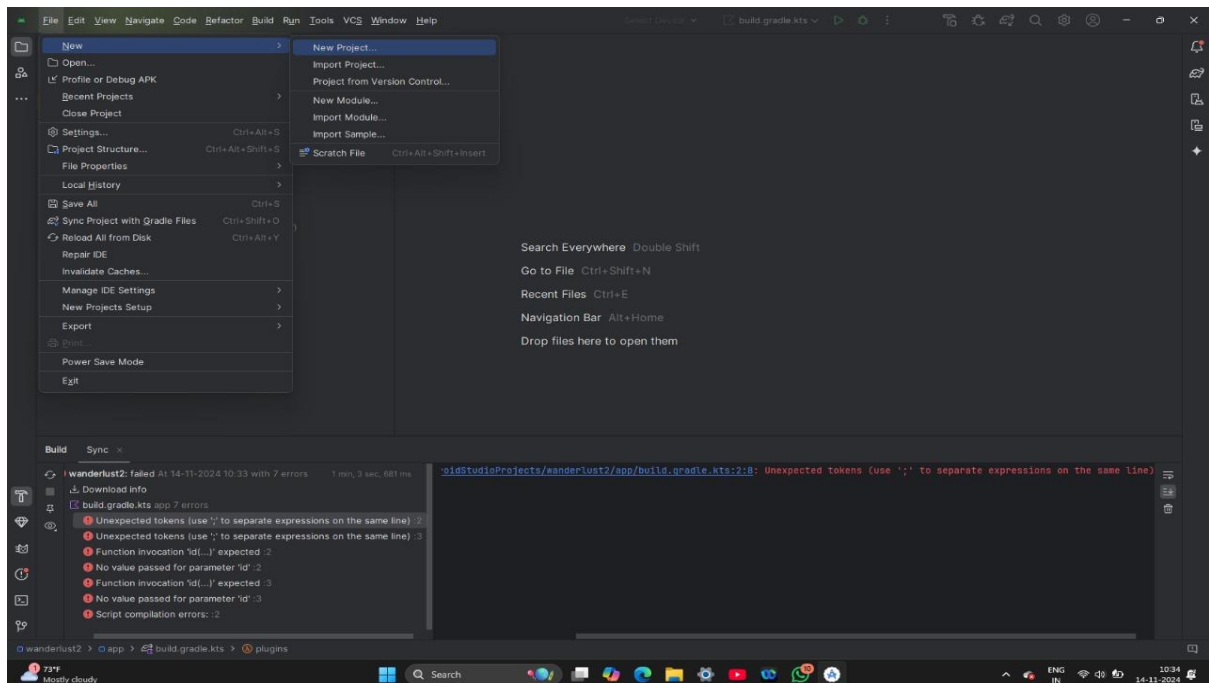 File Edit View Navigate Code Refactor Build Run Tools VCS Window Help
Select Device build.gradle.kts
New
Open...
Profile or Debug APK
Recent Projects
Close Project
Settings... Ctrl+Alt+S
Project Structure... Ctrl+Alt+Shift+S
File Properties
Local History
Save All Ctrl+S
Sync Project with Gradle Files Ctrl+Shift+O
Reload All from Disk Ctrl+Alt+Y
Repair IDE
Invalidate Caches...
Manage IDE Settings
New Projects Setup
Export
Print...
Power Save Mode
Exit
New Project...
Import Project...
Project from Version Control...
New Module...
Import Module...
Import Sample...
Scratch File Ctrl+Alt+Shift+Insert
Search Everywhere Double Shift
Go to File Ctrl+Shift+N
Recent Files Ctrl+E
Navigation Bar Alt+Home
Drop files here to open them
Build Sync
wanderlust2: failed At 14-11-2024 10:33 with 7 errors 1 min, 3 sec, 681 ms
Download info
build.gradle.kts app 7 errors
Unexpected tokens (use ';' to separate expressions on the same line) :2
Unexpected tokens (use ';' to separate expressions on the same line) :3
Function invocation 'id(...)' expected :2
No value passed for parameter 'id' :2
Function invocation 'id(...)' expected :3
No value passed for parameter 'id' :3
Script compilation errors: :2
oidStudioProjects/wanderlust2/app/build.gradle.kts:2:8: Unexpected tokens (use ';' to separate expressions on the same line)
wanderlust2 > app > build.gradle.kts > plugins
1
73°F
Mostly cloudy
Search
10
ENG
IN
10:34
14-11-2024